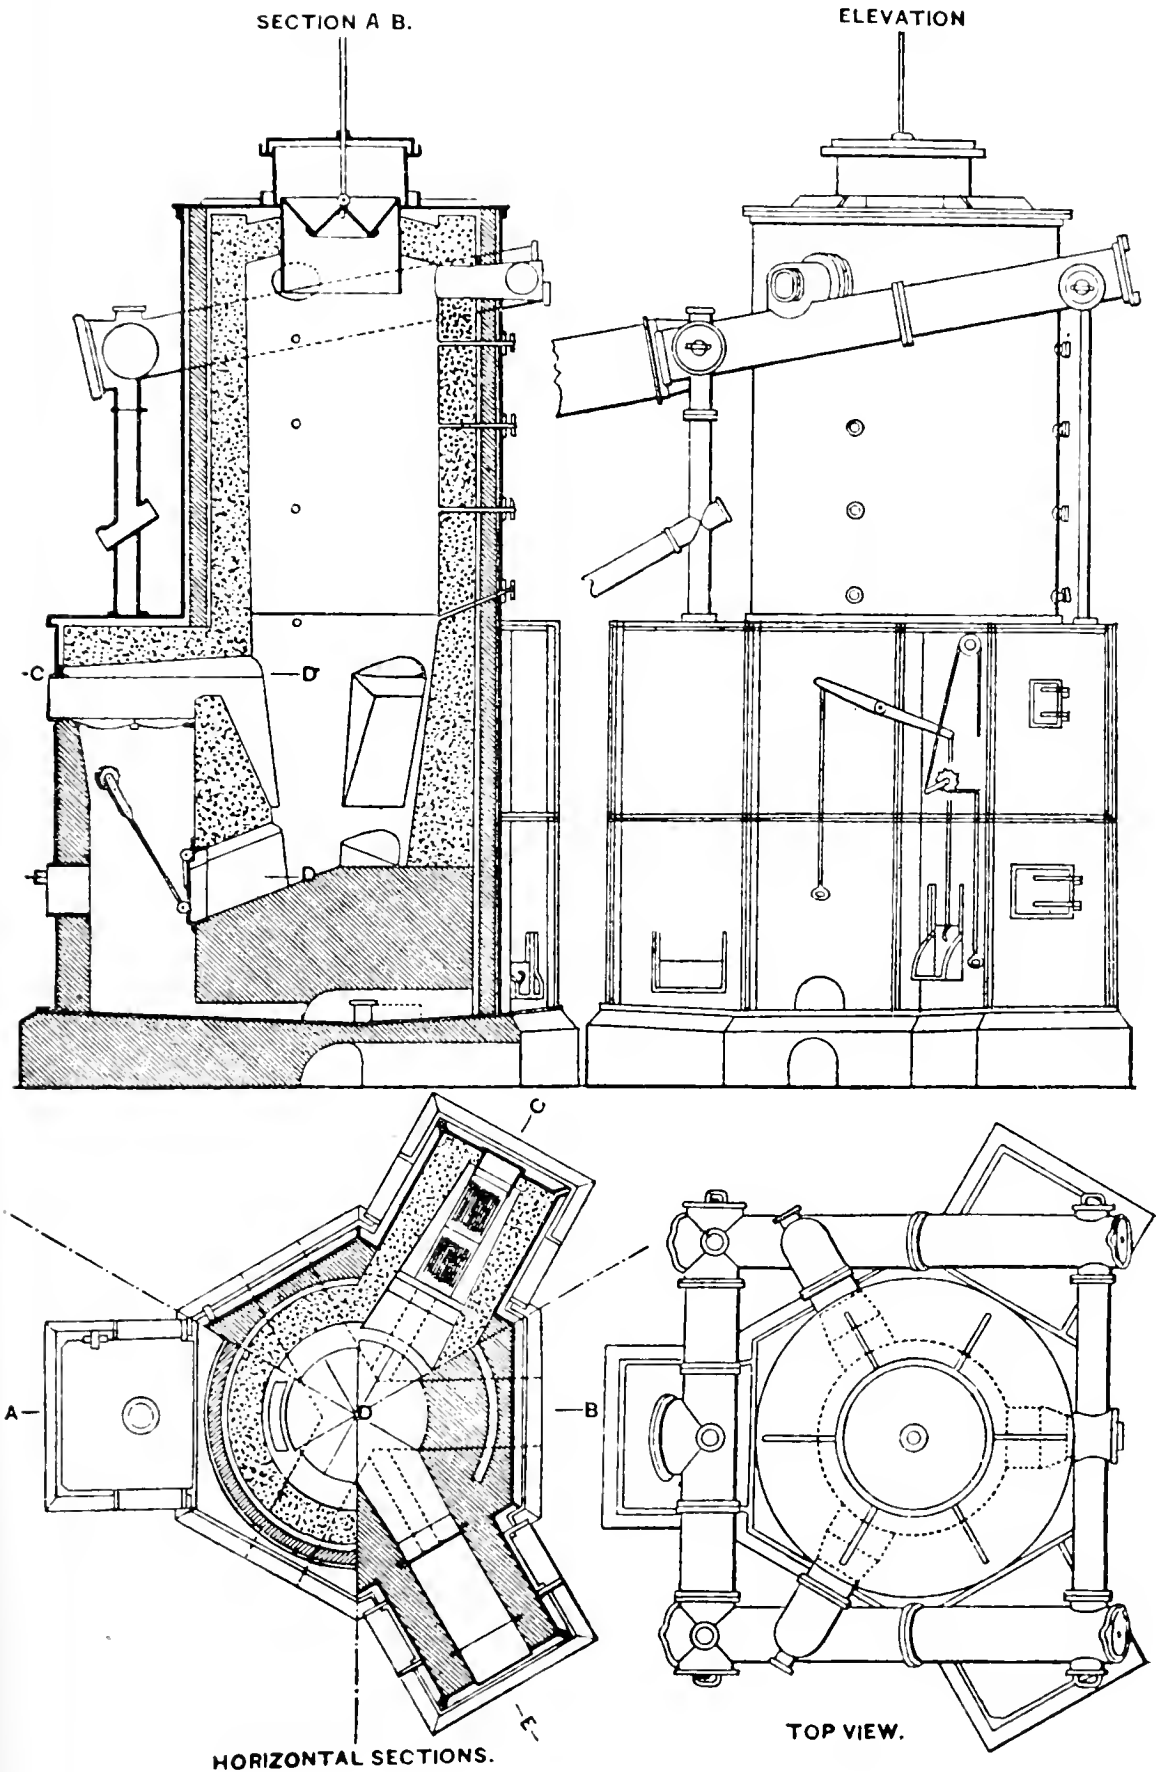 SECTION A B.
ELEVATION
C
D
D
C
A
D
B
E
TOP VIEW.
HORIZONTAL SECTIONS.